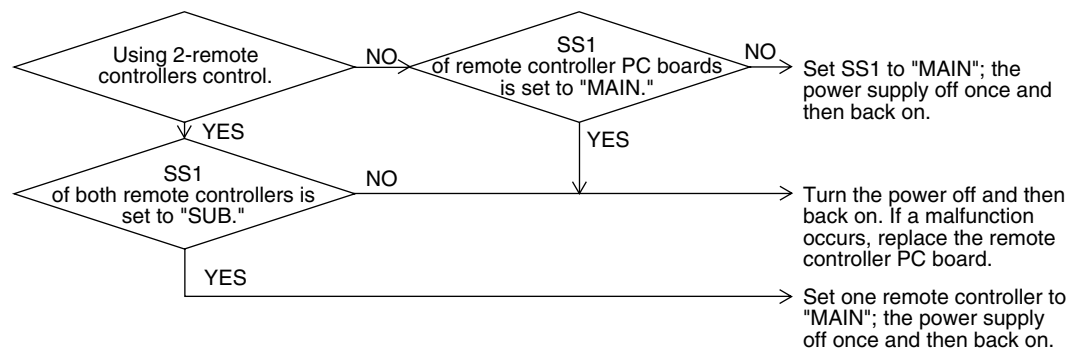 Using 2-remote
controllers control.
NO
SS1
of remote controller PC boards
is set to "MAIN."
NO
Set SS1 to "MAIN"; the
power supply off once and
then back on.
YES
YES
SS1
of both remote controllers is
set to "SUB."
NO
Turn the power off and then
back on. If a malfunction
occurs, replace the remote
controller PC board.
YES
Set one remote controller to
"MAIN"; the power supply
off once and then back on.